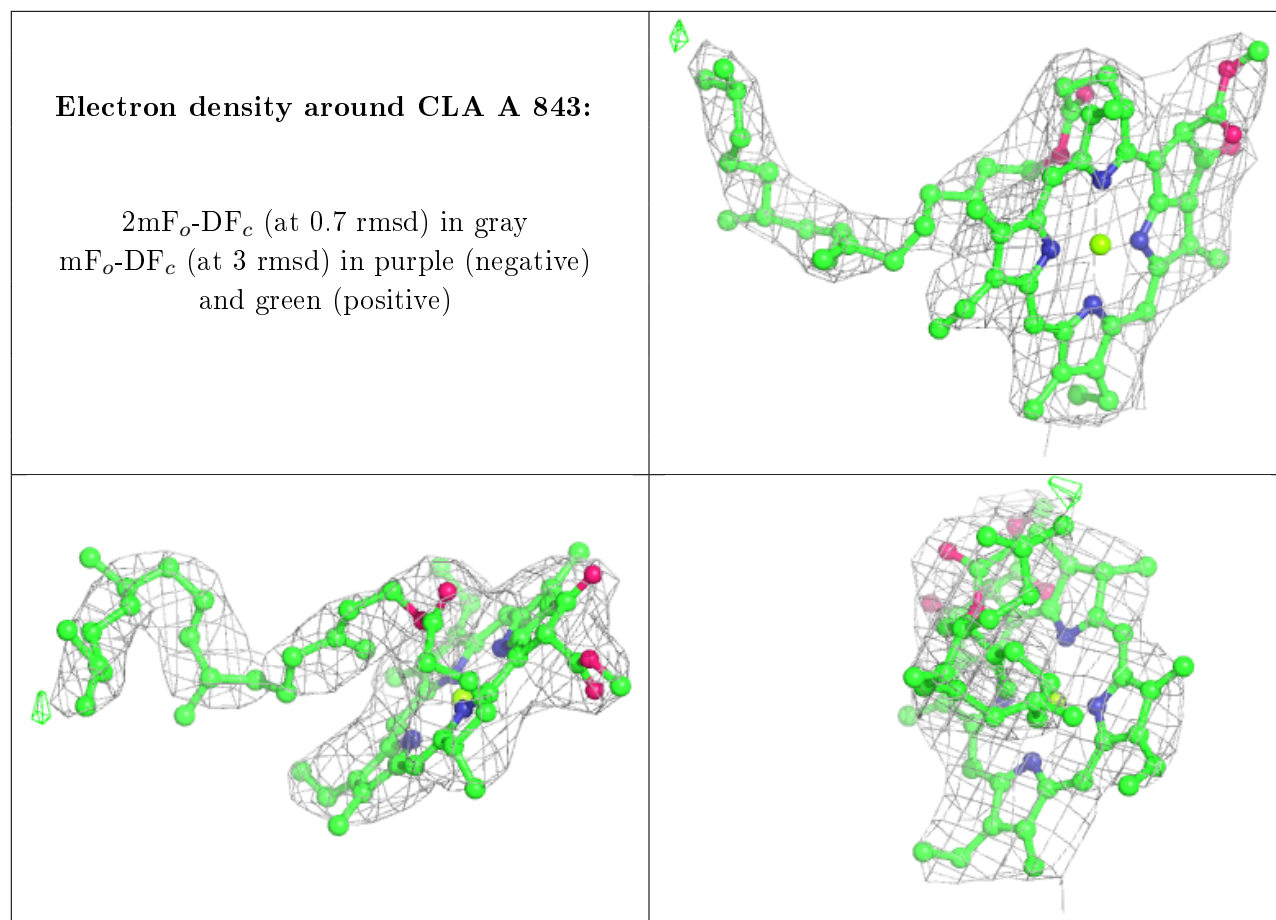 Electron density around CLA A 843:
2mFo-DFc (at 0.7 rmsd) in gray
mFo-DFc (at 3 rmsd) in purple (negative)
and green (positive)